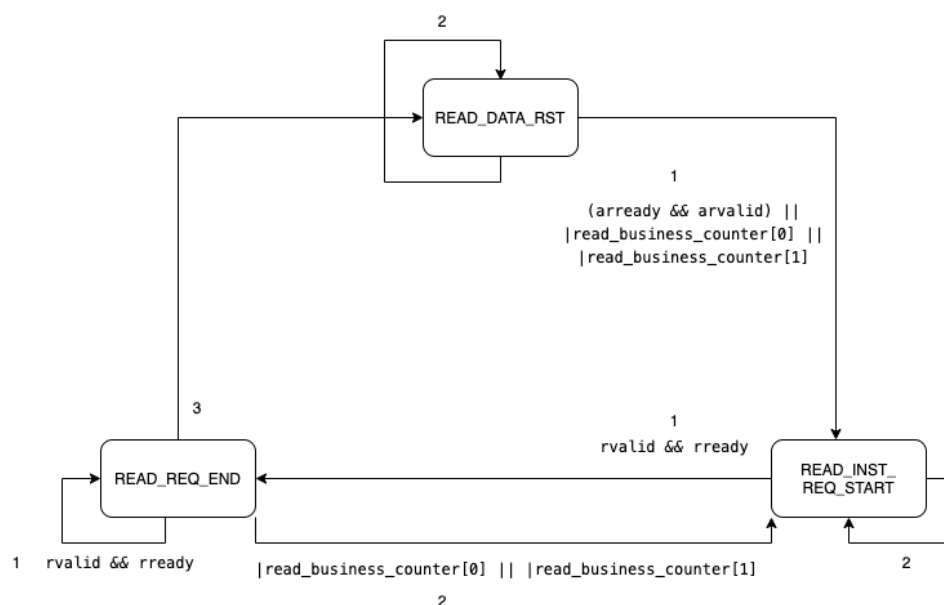 2
READ_DATA_RST
1
(arready && arvalid) ||
|read_business_counter[0] ||
|read_business_counter[1]
3
1
rvalid && rready
READ_REQ_END
READ_INST_
REQ_START
1
rvalid && rready
|read_business_counter[0] || |read_business_counter[1]
2
2